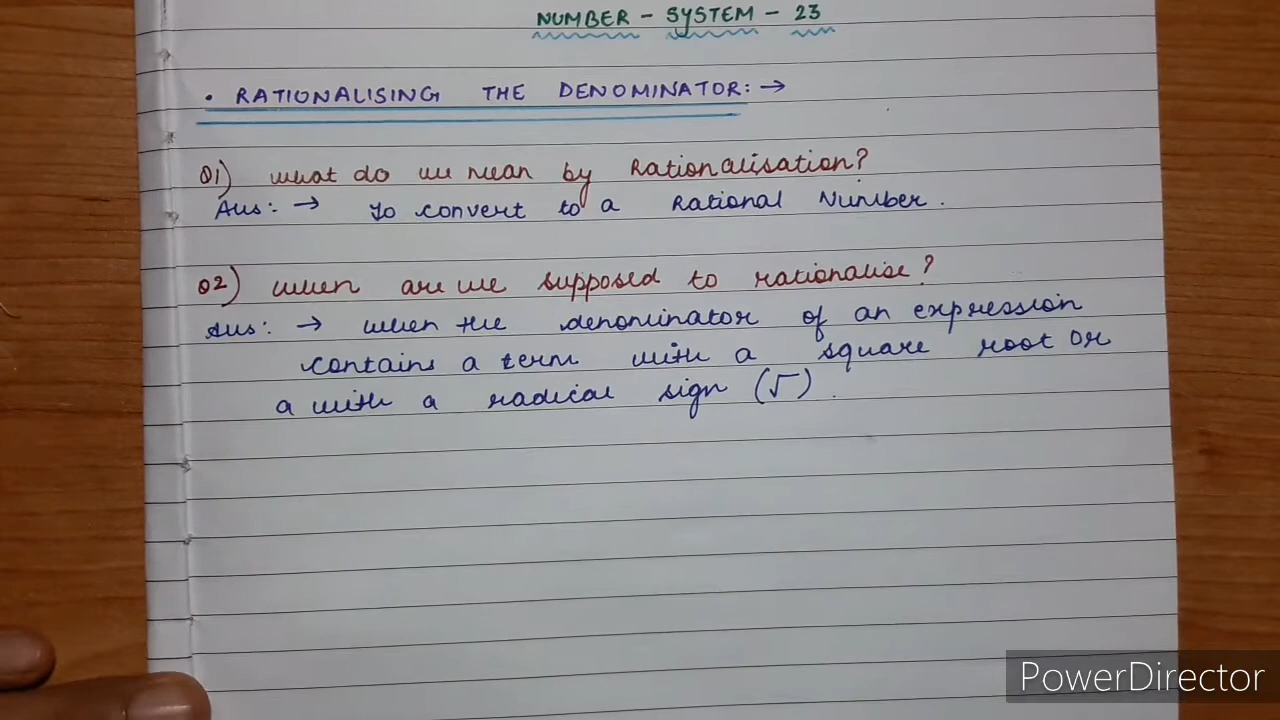 NUMBER - SYSTEM - 23
• RATIONALISING THE DENOMINATOR: →
Q1) What do we mean by Rationalisation?
Ans: → To convert to a Rational Number.
Q2) When are we supposed to rationalise?
Ans: → When the denominator of an expression
contains a term with a square root or
a with a radical sign (√).
PowerDirector